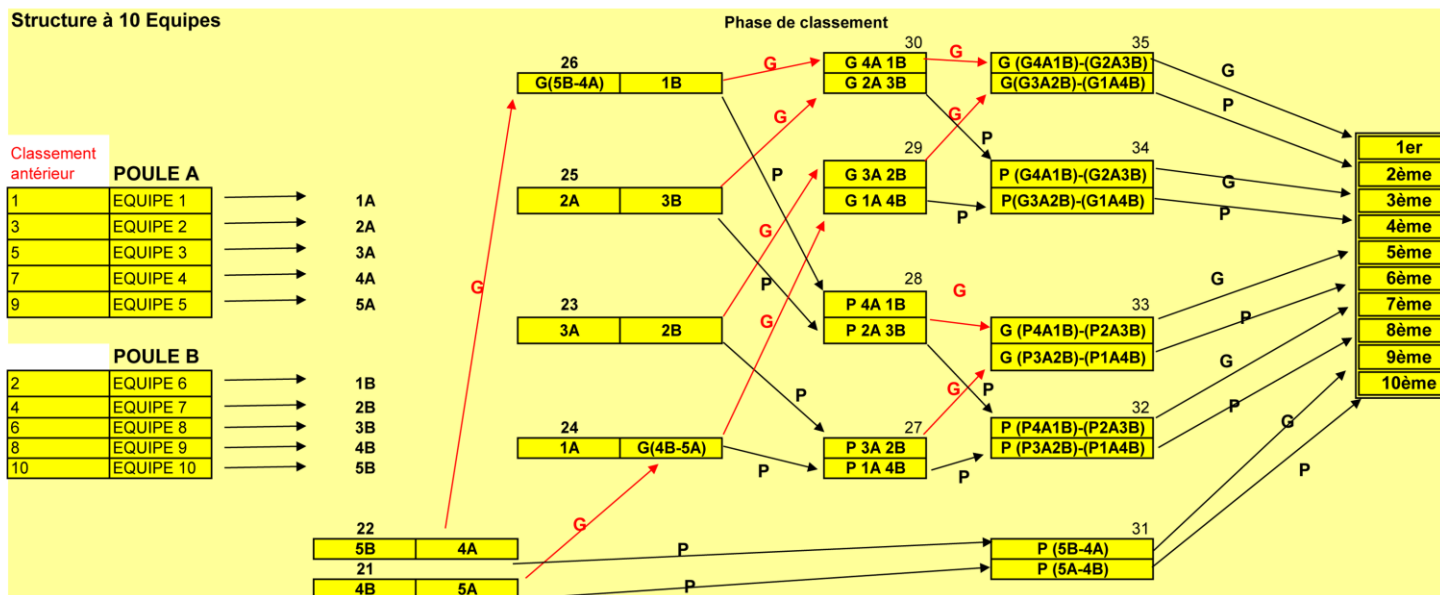 Structure à 10 Equipes
Phase de classement
30
35
26
G
G
G 4A 1B
G (G4A1B)-(G2A3B)
G(5B-4A) 1B
G 2A 3B
G(G3A2B)-(G1A4B)
G
P
G
G
P
Classement
antérieur
POULE A
1er
29
34
25
P
G 3A 2B
P (G4A1B)-(G2A3B)
2ème
1 EQUIPE 1
1A
2A 3B
G 1A 4B
P(G3A2B)-(G1A4B)
G
3ème
3 EQUIPE 2
2A
G
P
P
4ème
5 EQUIPE 3
3A
5ème
7 EQUIPE 4
4A
G
P
28
G
G
6ème
9 EQUIPE 5
5A
23
P 4A 1B
33
7ème
3A 2B
G
P 2A 3B
G (P4A1B)-(P2A3B)
P
8ème
POULE B
G (P3A2B)-(P1A4B)
G
9ème
2 EQUIPE 6
1B
P
G
P
10ème
4 EQUIPE 7
2B
P
6 EQUIPE 8
3B
24
27
32
P (P4A1B)-(P2A3B)
G
8 EQUIPE 9
4B
1A G(4B-5A)
P 3A 2B
P (P3A2B)-(P1A4B)
10 EQUIPE 10
5B
P
P 1A 4B
P
P
22
G
31
5B 4A
P
P (5B-4A)
21
P (5A-4B)
4B 5A
P